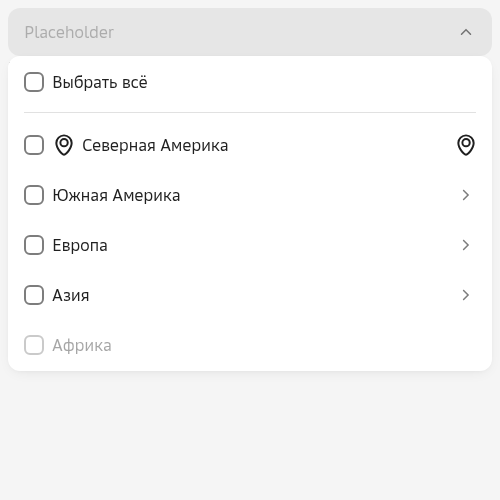 Placeholder
Выбрать всё
Северная Америка
Южная Америка
Европа
Азия
Африка